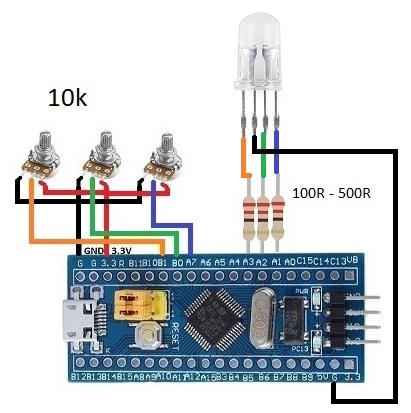 10k
100R - 500R
GND 3,3V
G G 3.3 R B11 B10 B1 B0 A7 A6 A5 A4 A3 A2 A1 A0 C15 C14 C13 VB
PWR
RESET
PC13
B12 B13 B14 B15 A8 A9 A10 A11 A12 A15 B3 B4 B5 B6 B7 B8 B9 5V G 3.3